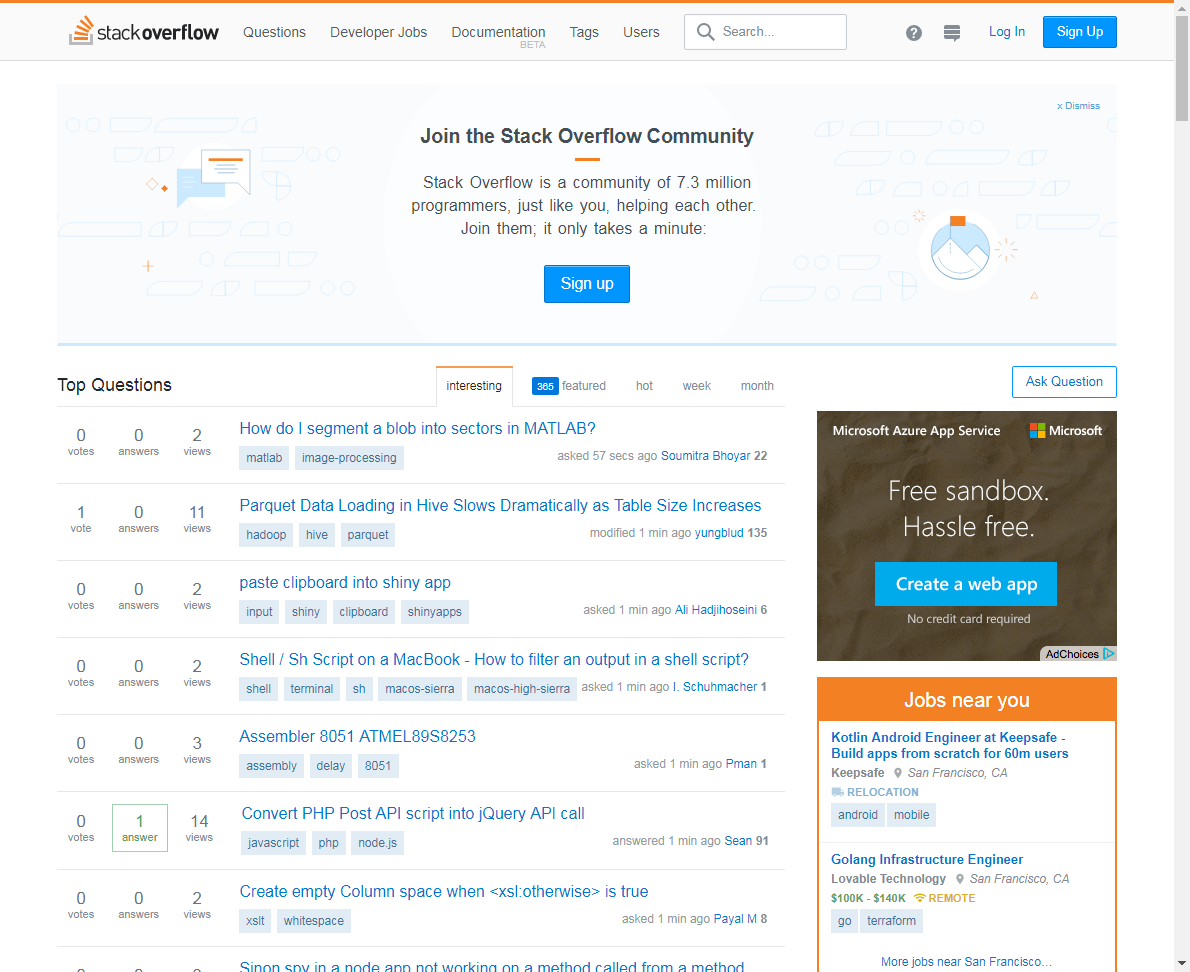 stackoverflow Questions Developer Jobs Documentation Tags Users Search... ? Log In Sign Up
BETA
x Dismiss
Join the Stack Overflow Community
Stack Overflow is a community of 7.3 million
programmers, just like you, helping each other.
Join them; it only takes a minute:
Sign up
Top Questions interesting 365 featured hot week month
Ask Question
0 votes 0 answers 2 views
How do I segment a blob into sectors in MATLAB?
matlab image-processing asked 57 secs ago Soumitra Bhoyar 22
1 vote 0 answers 11 views
Parquet Data Loading in Hive Slows Dramatically as Table Size Increases
hadoop hive parquet modified 1 min ago yungblud 135
0 votes 0 answers 2 views
paste clipboard into shiny app
input shiny clipboard shinyapps asked 1 min ago Ali Hadjihoseini 6
0 votes 0 answers 2 views
Shell / Sh Script on a MacBook - How to filter an output in a shell script?
shell terminal sh macos-sierra macos-high-sierra asked 1 min ago I. Schuhmacher 1
0 votes 0 answers 3 views
Assembler 8051 ATMEL89S8253
assembly delay 8051 asked 1 min ago Pman 1
0 votes 1 answer 14 views
Convert PHP Post API script into jQuery API call
javascript php node.js answered 1 min ago Sean 91
0 votes 0 answers 2 views
Create empty Column space when <xsl:otherwise> is true
xslt whitespace asked 1 min ago Payal M 8
Sinon spy in a node app not working on a method called from a method
Microsoft Azure App Service Microsoft
Free sandbox.
Hassle free.
Create a web app
No credit card required
AdChoices
Jobs near you
Kotlin Android Engineer at Keepsafe -
Build apps from scratch for 60m users
Keepsafe San Francisco, CA
RELOCATION
android mobile
Golang Infrastructure Engineer
Lovable Technology San Francisco, CA
$100K - $140K REMOTE
go terraform
More jobs near San Francisco...